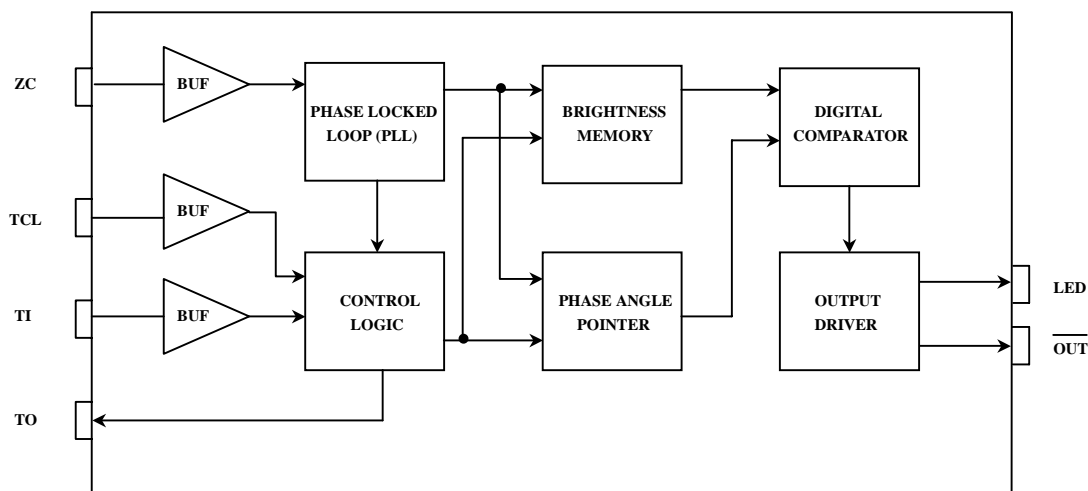 ZC
BUF
PHASE LOCKED
LOOP (PLL)
BRIGHTNESS
MEMORY
DIGITAL
COMPARATOR
TCL
BUF
TI
BUF
CONTROL
LOGIC
PHASE ANGLE
POINTER
OUTPUT
DRIVER
LED
OUT
TO